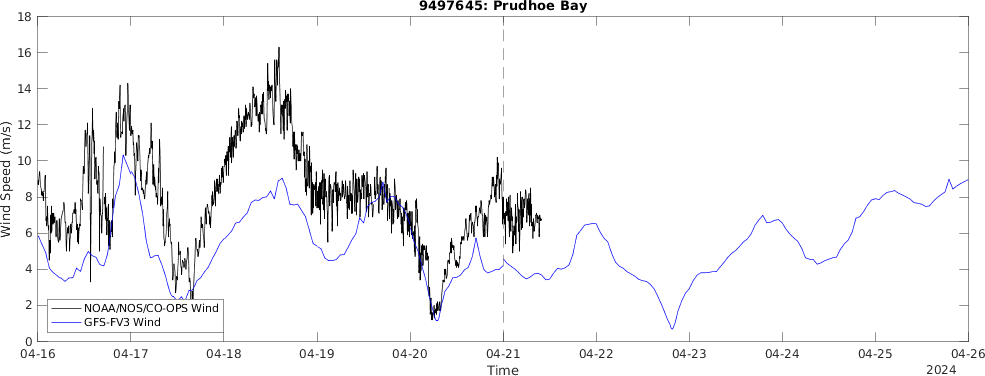 9497645: Prudhoe Bay
18
16
14
12
10
8
6
4
2
0
Wind Speed (m/s)
NOAA/NOS/CO-OPS Wind
GFS-FV3 Wind
04-16 04-17 04-18 04-19 04-20 04-21 04-22 04-23 04-24 04-25 04-26
Time
2024